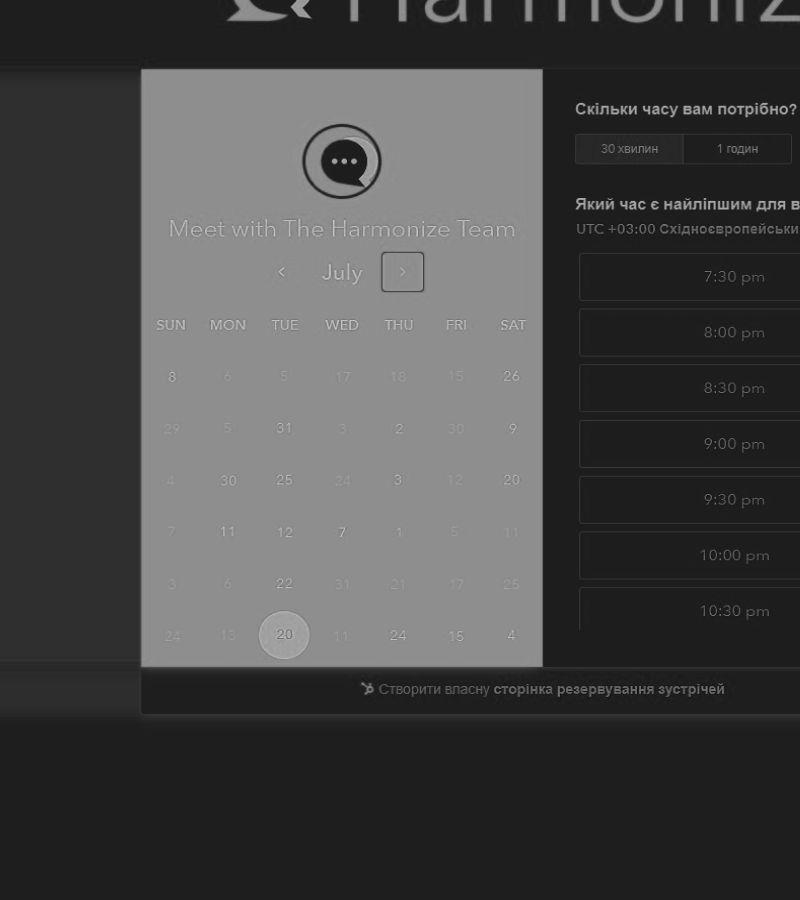 Harmoniz
Meet with The Harmonize Team
July
SUN MON TUE WED THU FRI SAT
8 6 5 17 18 15 26
29 5 31 3 2 30 9
4 30 25 24 3 12 20
7 11 12 7 1 5 11
3 6 22 31 21 17 25
24 13 20 11 24 15 4
Скільки часу вам потрібно?
30 хвилин 1 годин
Який час є найліпшим для в
UTC +03:00 Східноєвропейськи
7:30 pm
8:00 pm
8:30 pm
9:00 pm
9:30 pm
10:00 pm
10:30 pm
Створити власну сторінка резервування зустрічей